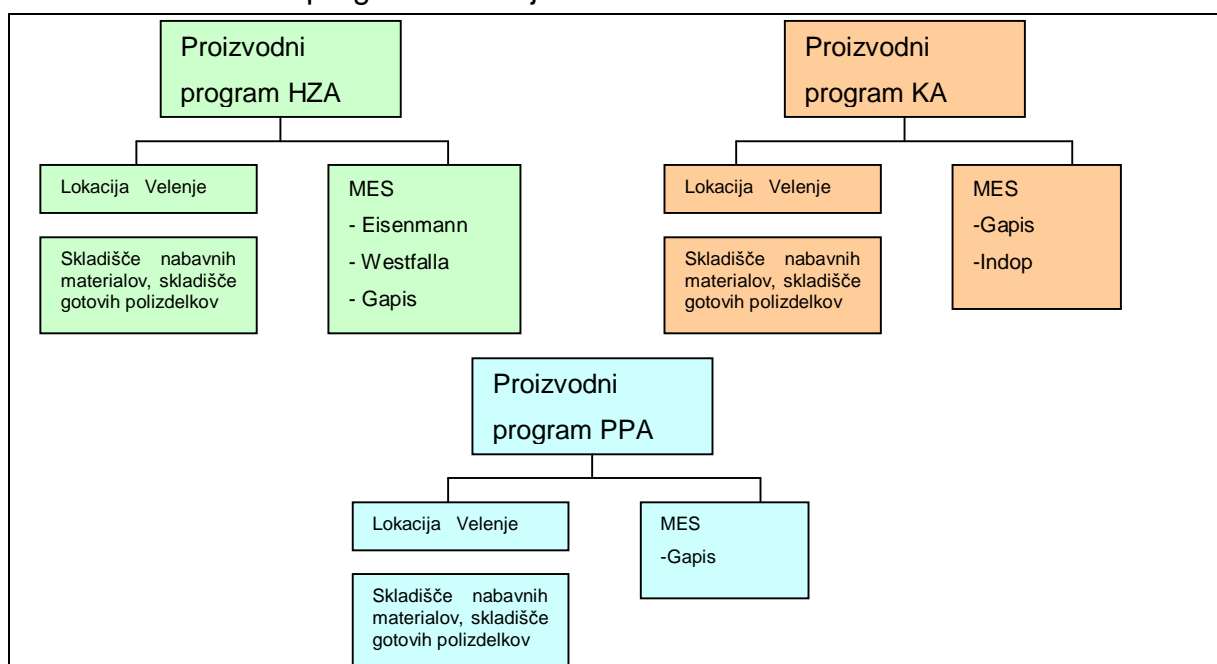 Proizvodni
program HZA
Lokacija Velenje
Skladišče nabavnih
materialov, skladišče
gotovih polizdelkov
MES
- Eisenmann
- Westfalla
- Gapis
Proizvodni
program KA
Lokacija Velenje
Skladišče nabavnih
materialov, skladišče
gotovih polizdelkov
MES
-Gapis
-Indop
Proizvodni
program PPA
Lokacija Velenje
Skladišče nabavnih
materialov, skladišče
gotovih polizdelkov
MES
-Gapis